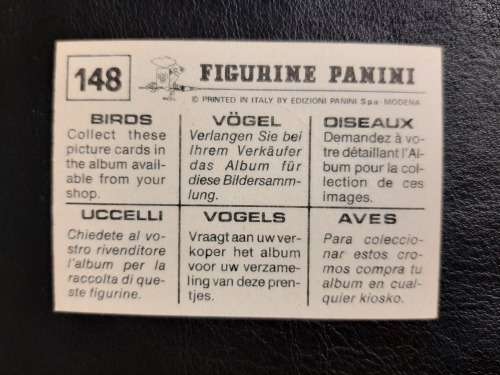 148
FIGURINE PANINI
© PRINTED IN ITALY BY EDIZIONI PANINI S.p.a. - MODENA
BIRDS
Collect these
picture cards in
the album avail-
able from your
shop.
VÖGEL
Verlangen Sie bei
Ihrem Verkäufer
das Album für
diese Bildersamm-
lung.
OISEAUX
Demandez à vo-
tre détaillant l'Al-
bum pour la col-
lection de ces
images.
UCCELLI
Chiedete al vo-
stro rivenditore
l'album per la
raccolta di que-
ste figurine.
VOGELS
Vraagt aan uw ver-
koper het album
voor uw verzame-
ling van deze pren-
tjes.
AVES
Para coleccio-
nar estos cro-
mos compra tu
album en cual-
quier kiosko.